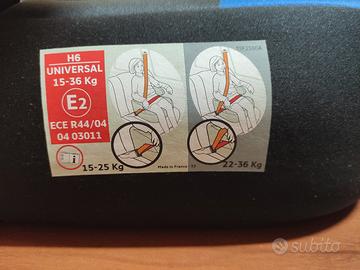 H6
UNIVERSAL
15-36 Kg
E2
ECE R44/04
04 03011
i
15-25 Kg
Made in France
22-36 Kg
subito